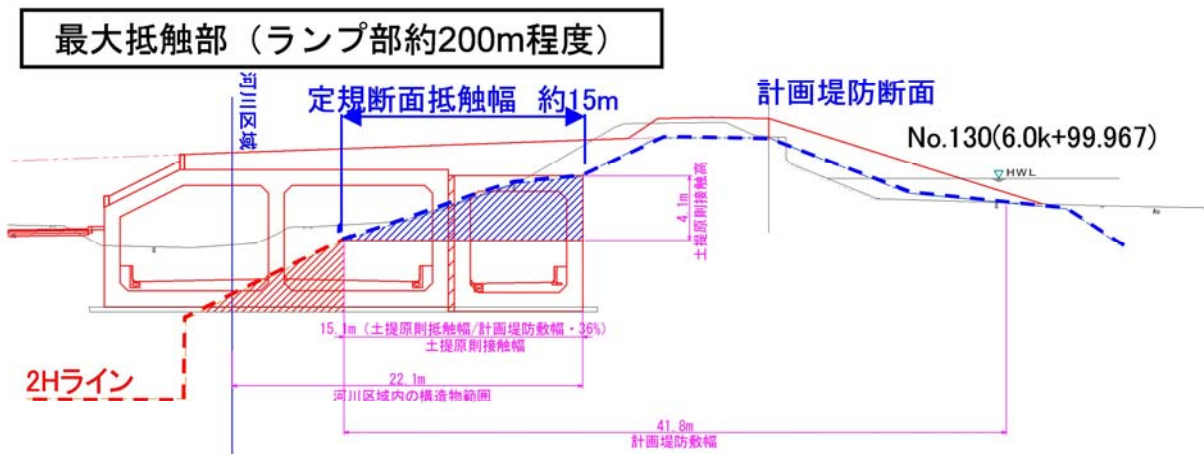 最大抵触部（ランプ部約200m程度）
河川区域
定規断面抵触幅 約15m
計画堤防断面
No.130(6.0k+99.967)
HWL
4.1m
土提原則接触高
15.1m (土提原則抵触幅/計画堤防敷幅・36%)
土提原則接触幅
2Hライン
22.1m
河川区域内の構造物範囲
41.8m
計画堤防敷幅